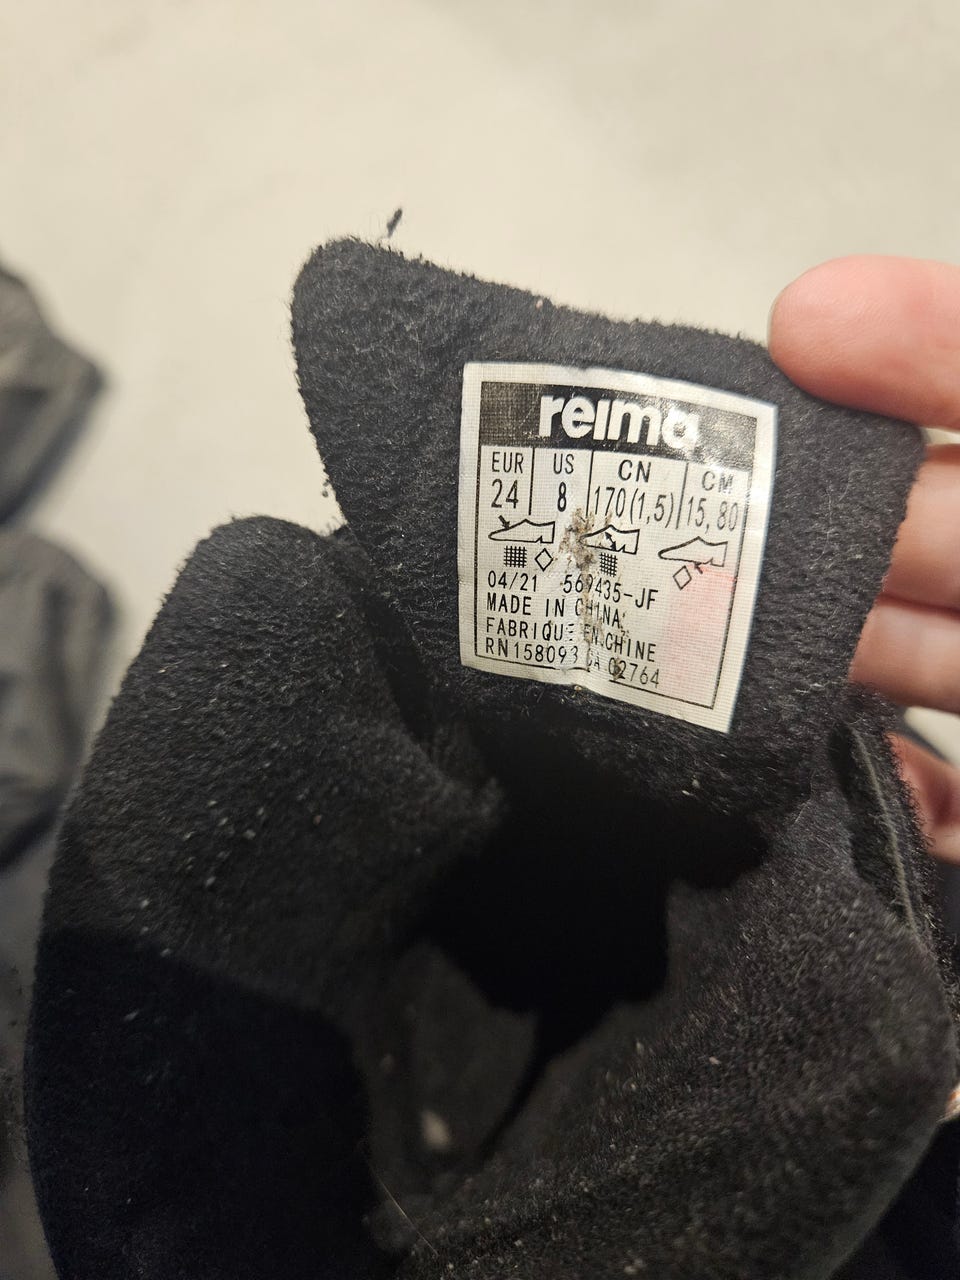 reima
EUR US CN CM
24 8 170(1,5) 15,80
04/21 569435-JF
MADE IN CHINA
FABRIQUE EN CHINE
RN158093 CA 02764